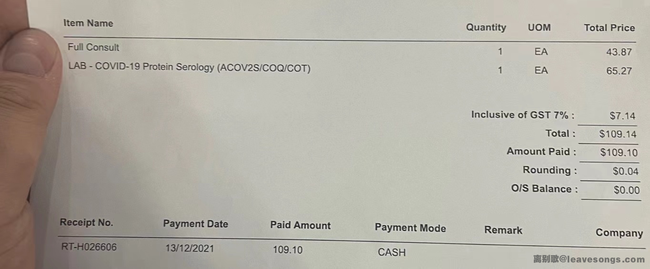 Item Name Quantity UOM Total Price
Full Consult 1 EA 43.87
LAB - COVID-19 Protein Serology (ACOV2S/COQ/COT) 1 EA 65.27
Inclusive of GST 7% : $7.14
Total : $109.14
Amount Paid : $109.10
Rounding : $0.04
O/S Balance : $0.00
Receipt No. Payment Date Paid Amount Payment Mode Remark Company
RT-H026606 13/12/2021 109.10 CASH
离别歌@leavesongs.com